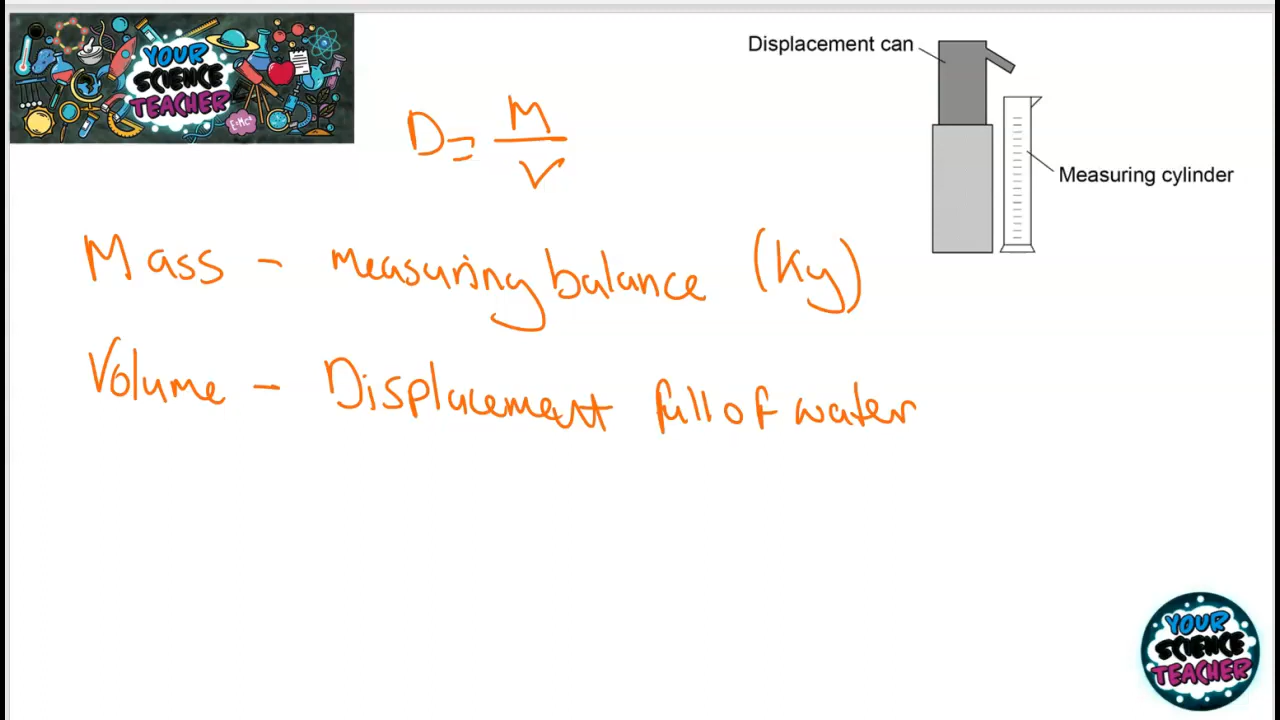 YOUR
SCIENCE
TEACHER
E=MC²
Displacement can
D = M
V
Measuring cylinder
Mass - measuring balance (Kg)
Volume - Displacement full of water
YOUR
SCIENCE
TEACHER